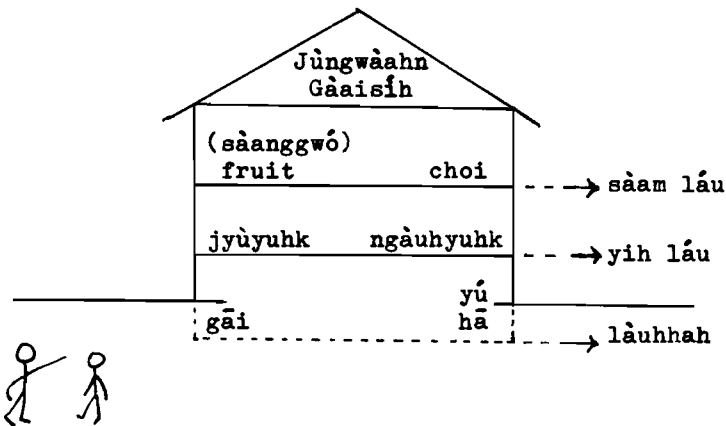 Jùngwàahn
Gàaisíh
(sàanggwó)
fruit choi
sàam láu
jyùyuhk ngàuhyuhk
yih láu
yú
gāi hā
làuhhah